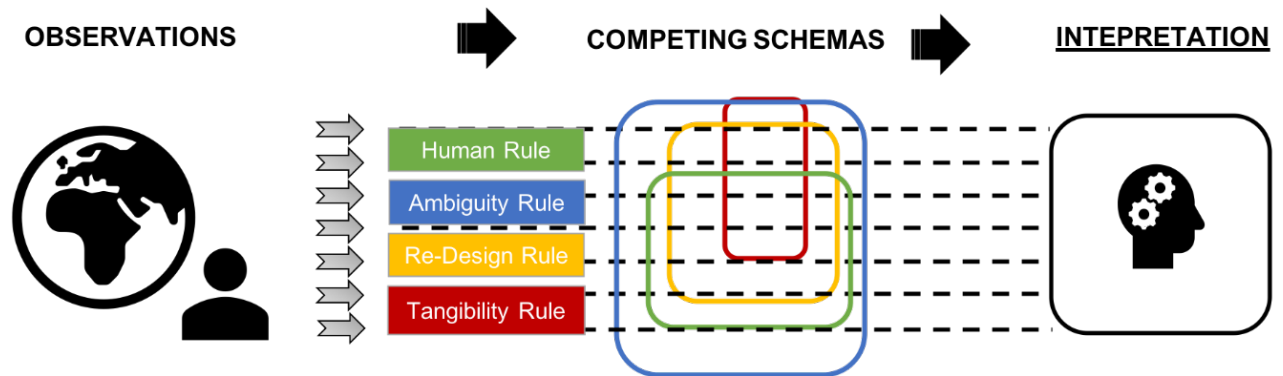 OBSERVATIONS
COMPETING SCHEMAS
INTEPRETATION
Human Rule
Ambiguity Rule
Re-Design Rule
Tangibility Rule